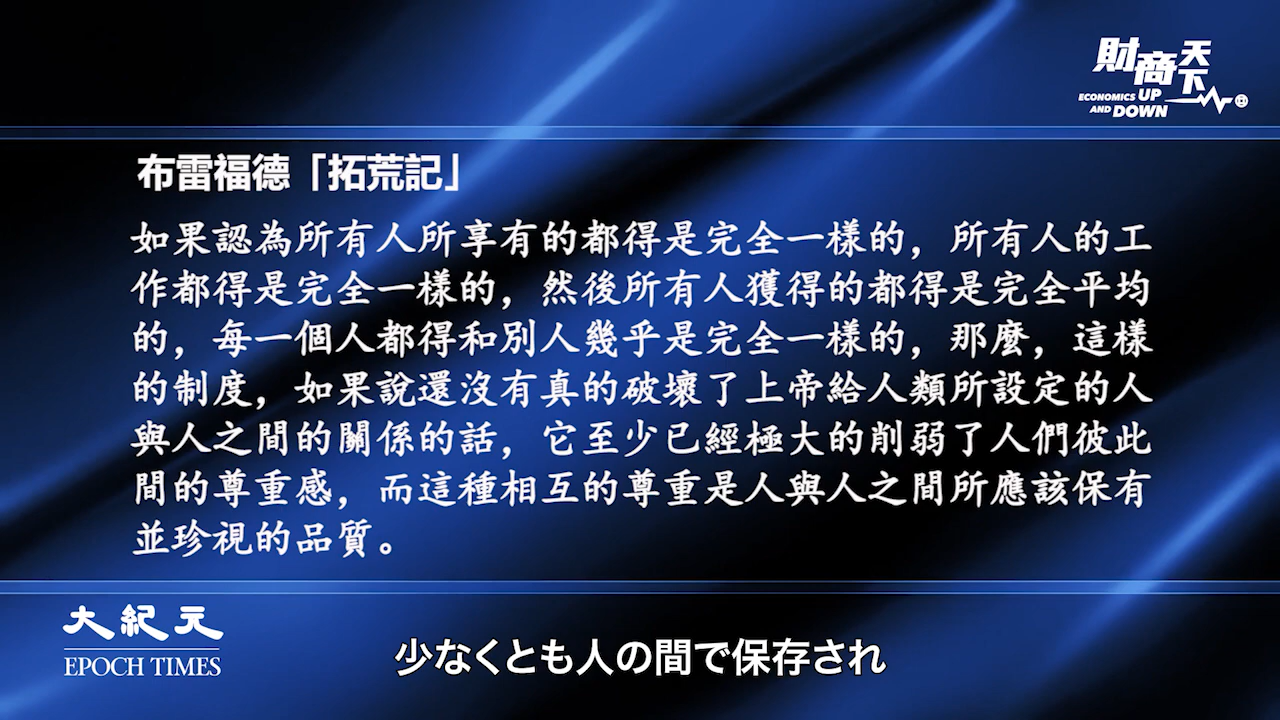 財商天下
ECONOMICS UP
AND DOWN
布雷福德「拓荒記」
如果認為所有人所享有的都得是完全一樣的，所有人的工
作都得是完全一樣的，然後所有人獲得的都得是完全平均
的，每一個人都得和別人幾乎是完全一樣的，那麼，這樣
的制度，如果說還沒有真的破壞了上帝給人類所設定的人
與人之間的關係的話，它至少已經極大的削弱了人們彼此
間的尊重感，而這種相互的尊重是人與人之間所應該保有
並珍視的品質。
大紀元
EPOCH TIMES
少なくとも人の間で保存され